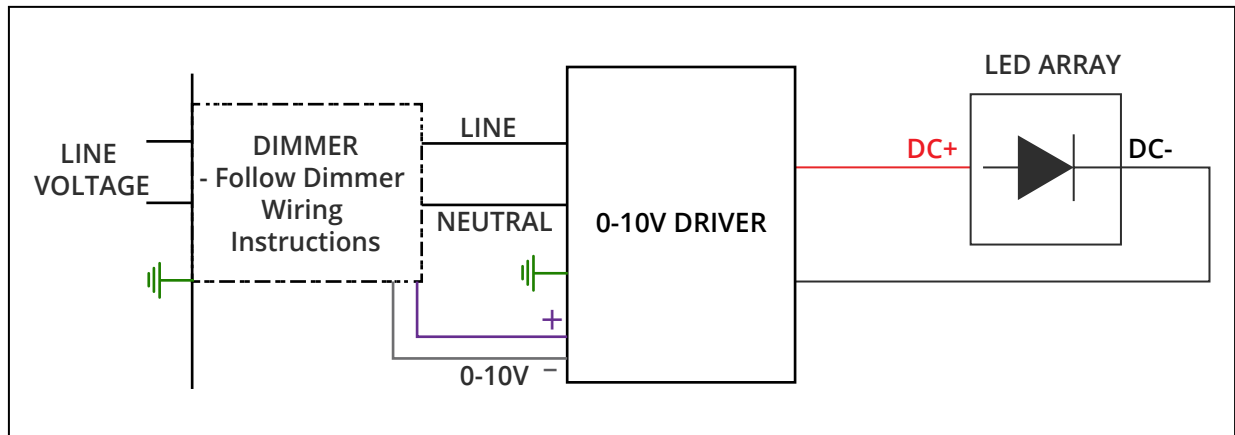 LINE
VOLTAGE
DIMMER
- Follow Dimmer
Wiring
Instructions
LINE
NEUTRAL
+
0-10V –
0-10V DRIVER
LED ARRAY
DC+
DC-